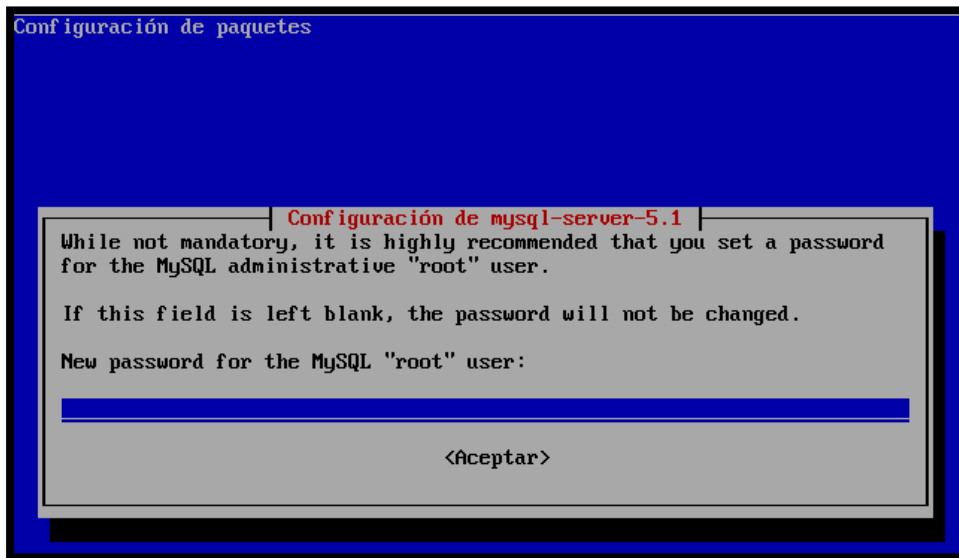 Configuración de paquetes
Configuración de mysql-server-5.1
While not mandatory, it is highly recommended that you set a password
for the MySQL administrative "root" user.
If this field is left blank, the password will not be changed.
New password for the MySQL "root" user:
<Aceptar>